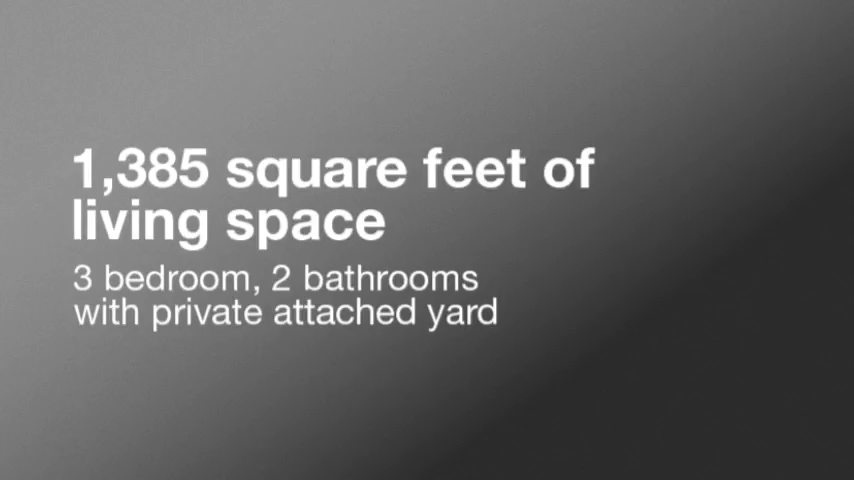 1,385 square feet of
living space
3 bedroom, 2 bathrooms
with private attached yard